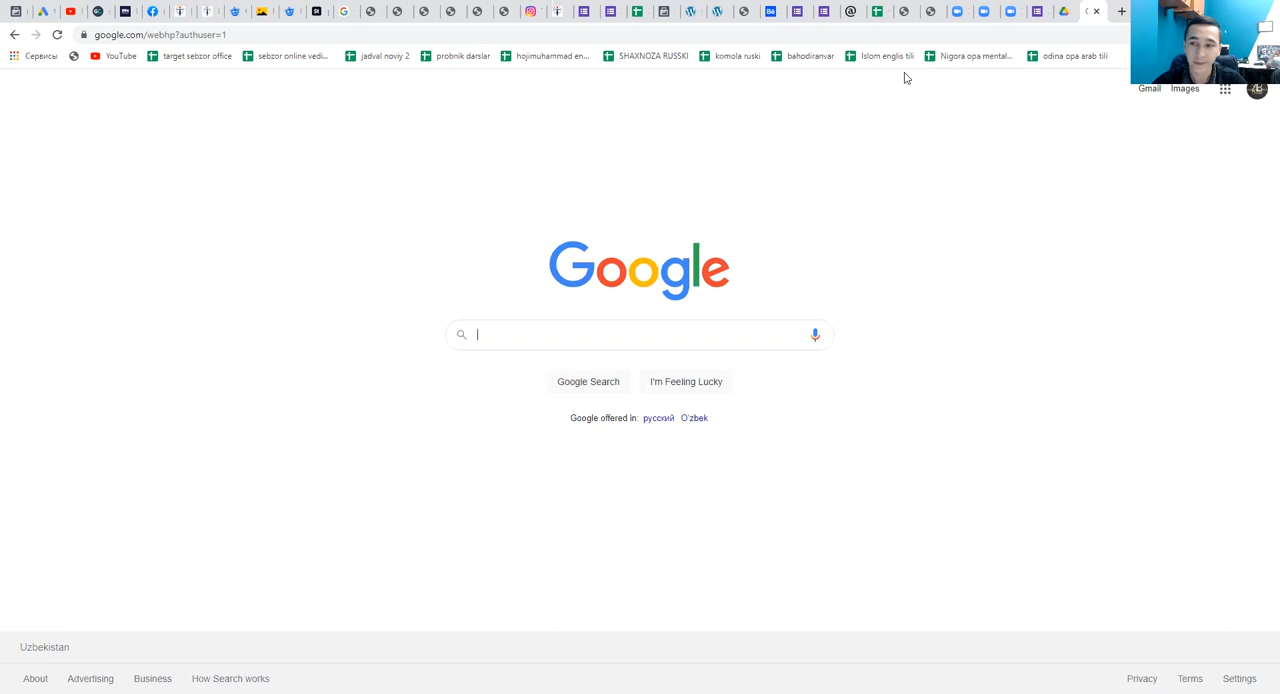 google.com/webhp?authuser=1
Сервисы YouTube target sebzor office sebzor online vedi... jadval noviy 2 probnik darslar hojimuhammad en... SHAXNOZA RUSSKI komola ruski bahodiranvar Islom englis tili Nigora opa mental... odina opa arab tili
Gmail Images
Google
Google Search I'm Feeling Lucky
Google offered in: русский O'zbek
Uzbekistan
About Advertising Business How Search works Privacy Terms Settings